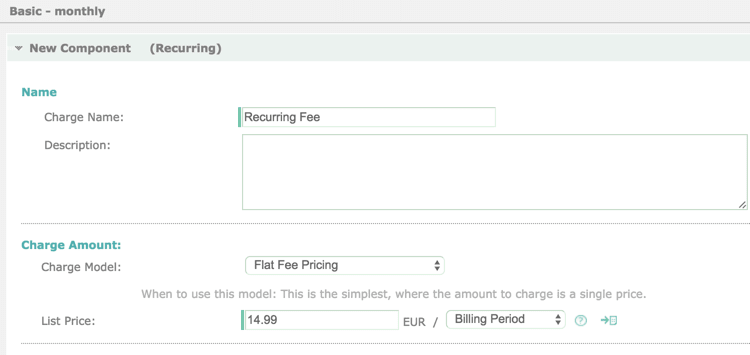 Basic - monthly
New Component (Recurring)
Name
Charge Name: Recurring Fee
Description:
Charge Amount:
Charge Model: Flat Fee Pricing
When to use this model: This is the simplest, where the amount to charge is a single price.
List Price: 14.99 EUR / Billing Period ?